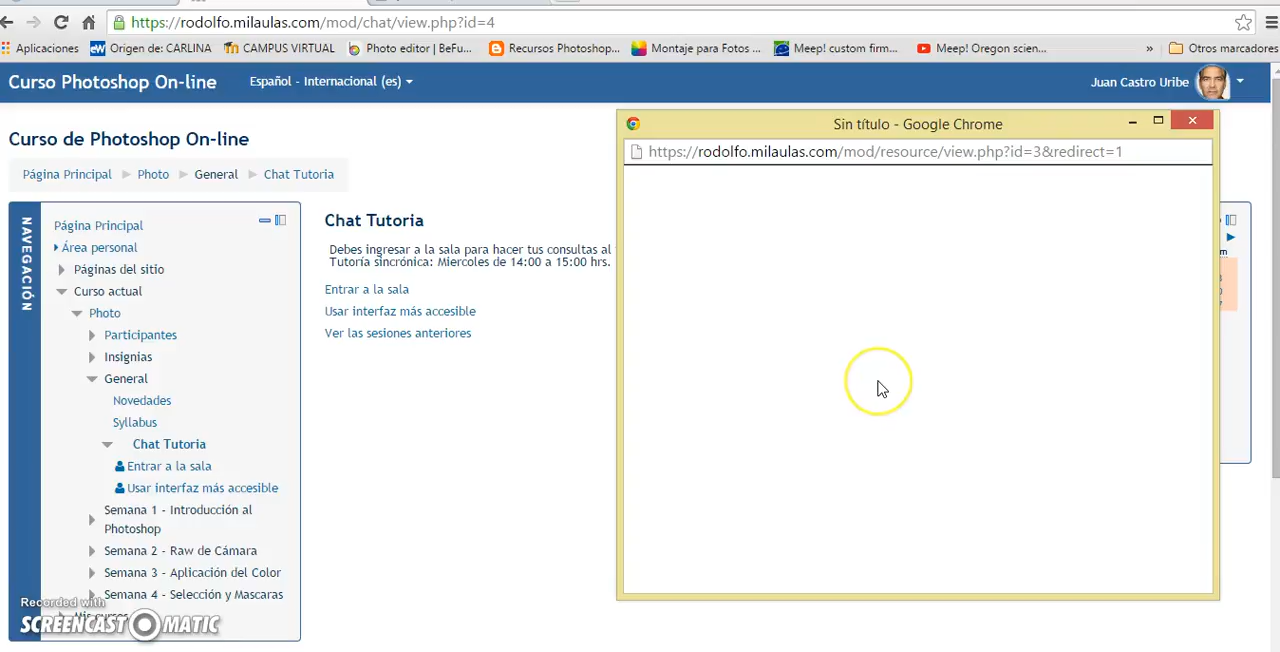 https://rodolfo.milaulas.com/mod/chat/view.php?id=4
Aplicaciones
Origen de: CARLINA
CAMPUS VIRTUAL
Photo editor | BeFu...
Recursos Photoshop...
Montaje para Fotos ...
Meep! custom firm...
Meep! Oregon scien...
»
Otros marcadores
Curso Photoshop On-line
Español - Internacional (es)
Juan Castro Uribe
Curso de Photoshop On-line
Página Principal
Photo
General
Chat Tutoria
Sin título - Google Chrome
https://rodolfo.milaulas.com/mod/resource/view.php?id=3&redirect=1
NAVEGACIÓN
Página Principal
Área personal
Páginas del sitio
Curso actual
Photo
Participantes
Insignias
General
Novedades
Syllabus
Chat Tutoria
Entrar a la sala
Usar interfaz más accesible
Semana 1 - Introducción al
Photoshop
Semana 2 - Raw de Cámara
Semana 3 - Aplicación del Color
Semana 4 - Selección y Mascaras
Mis cursos
Chat Tutoria
Debes ingresar a la sala para hacer tus consultas al
Tutoría sincrónica: Miercoles de 14:00 a 15:00 hrs.
Entrar a la sala
Usar interfaz más accesible
Ver las sesiones anteriores
Recorded with
SCREENCAST-O-MATIC